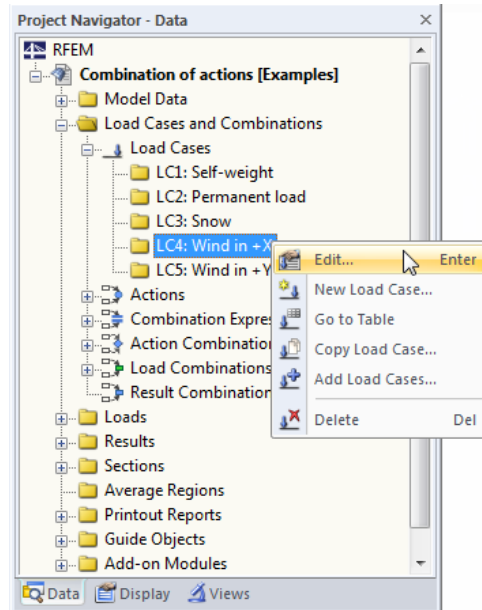 Project Navigator - Data
RFEM
Combination of actions [Examples]
Model Data
Load Cases and Combinations
Load Cases
LC1: Self-weight
LC2: Permanent load
LC3: Snow
LC4: Wind in +X
LC5: Wind in +Y
Edit... Enter
New Load Case...
Go to Table
Copy Load Case...
Add Load Cases...
Delete Del
Actions
Combination Expre
Action Combination
Load Combinations
Result Combination
Loads
Results
Sections
Average Regions
Printout Reports
Guide Objects
Add-on Modules
Data Display Views